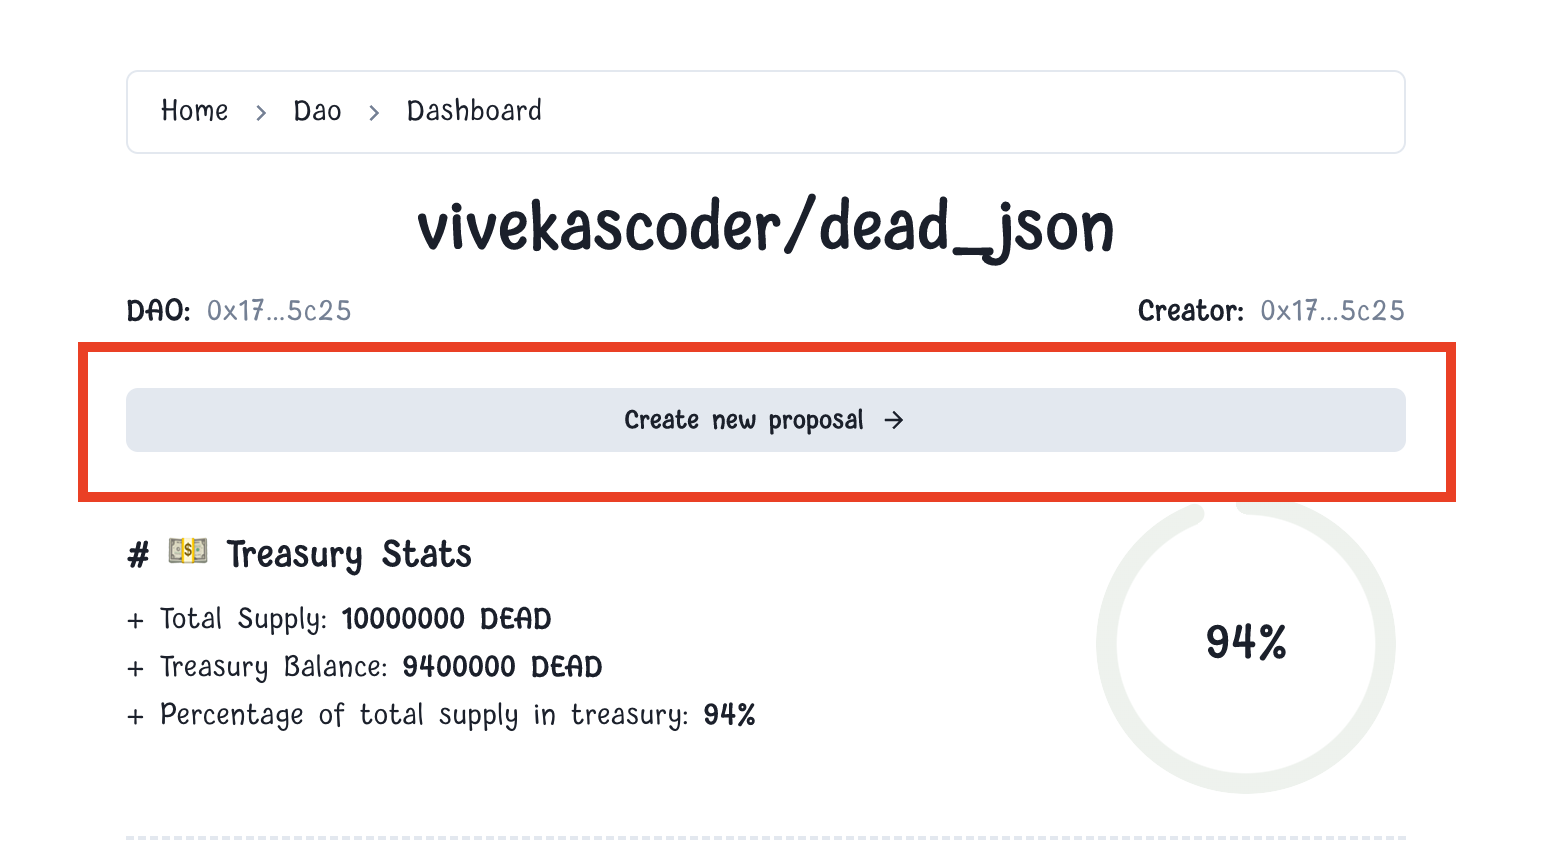 Home > Dao > Dashboard
vivekascoder/dead_json
DAO: 0x17...5c25
Creator: 0x17...5c25
Create new proposal →
# 💵 Treasury Stats
+ Total Supply: 10000000 DEAD
+ Treasury Balance: 9400000 DEAD
+ Percentage of total supply in treasury: 94%
94%